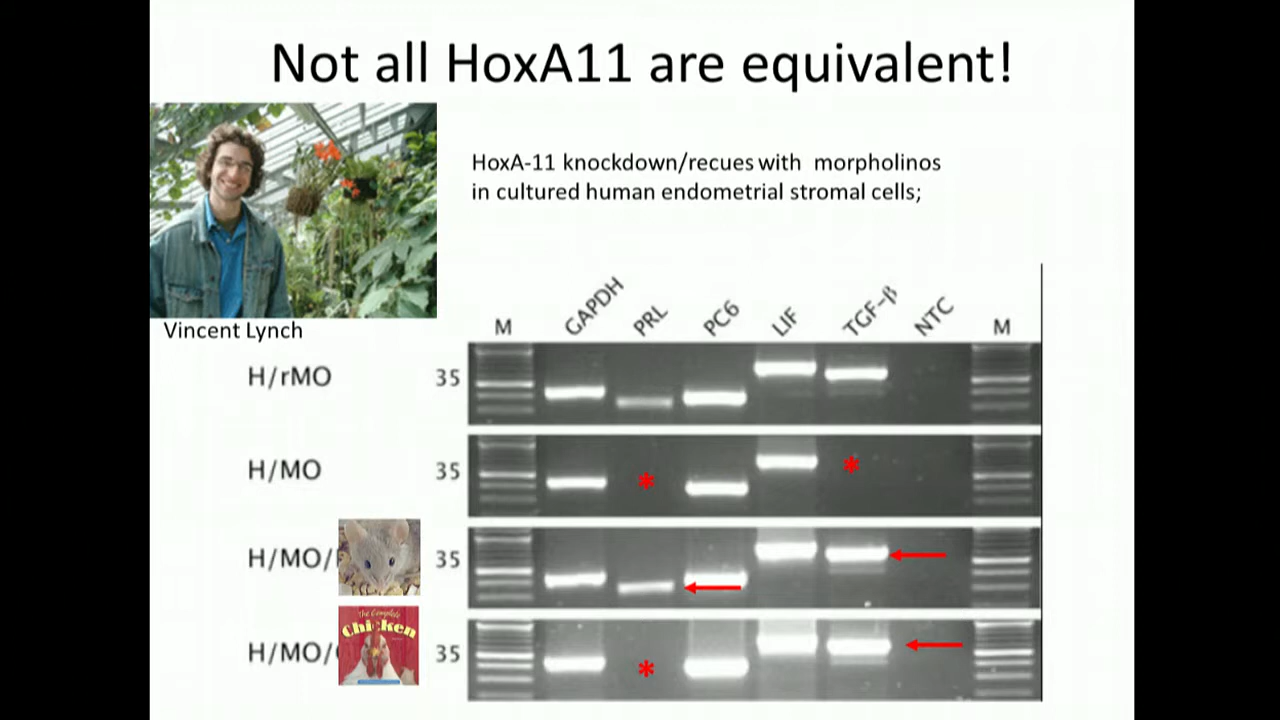 Not all HoxA11 are equivalent!
HoxA-11 knockdown/recues with morpholinos
in cultured human endometrial stromal cells;
Vincent Lynch
M GAPDH PRL PC6 LIF TGF-β NTC M
H/rMO 35
H/MO 35
*
*
H/MO/ 35
The Complete
Chicken
H/MO/ 35
*